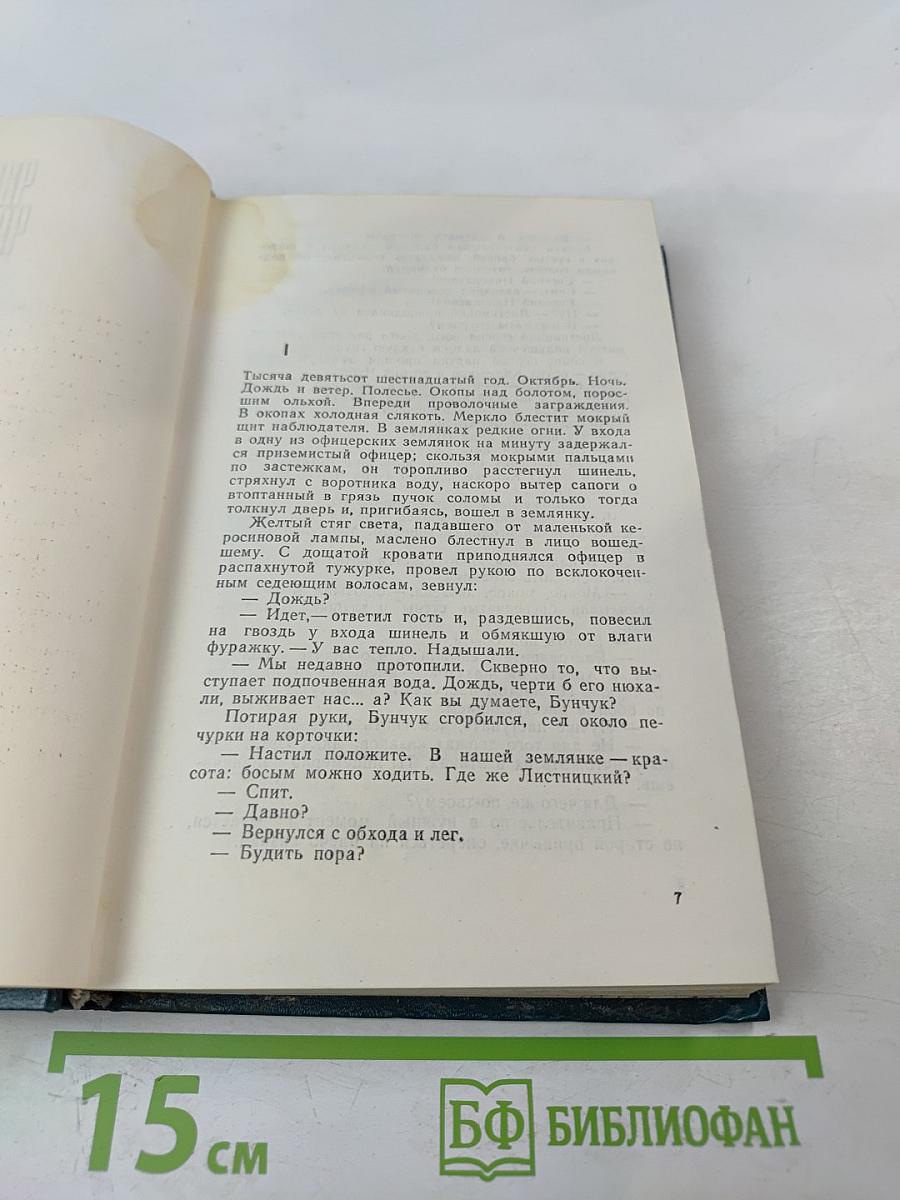 I
Тысяча девятьсот шестнадцатый год. Октябрь. Ночь.
Дождь и ветер. Полесье. Окопы над болотом, порос-
шим ольхой. Впереди проволочные заграждения.
В окопах холодная слякоть. Меркло блестит мокрый
щит наблюдателя. В землянках редкие огни. У входа
в одну из офицерских землянок на минуту задержал-
ся приземистый офицер; скользя мокрыми пальцами
по застежкам, он торопливо расстегнул шинель,
стряхнул с воротника воду, наскоро вытер сапоги о
втоптанный в грязь пучок соломы и только тогда
толкнул дверь и, пригибаясь, вошел в землянку.
Желтый стяг света, падавшего от маленькой ке-
росиновой лампы, маслено блестнул в лицо вошед-
шему. С дощатой кровати приподнялся офицер в
распахнутой тужурке, провел рукою по всклокочен-
ным седеющим волосам, зевнул:
— Дождь?
— Идет,— ответил гость и, раздевшись, повесил
на гвоздь у входа шинель и обмякшую от влаги
фуражку. — У вас тепло. Надышали.
— Мы недавно протопили. Скверно то, что вы-
ступает подпочвенная вода. Дождь, черти б его нюха-
ли, выживает нас... а? Как вы думаете, Бунчук?
Потирая руки, Бунчук сгорбился, сел около пе-
чурки на корточки:
— Настил положите. В нашей землянке — кра-
сота: босым можно ходить. Где же Листницкий?
— Спит.
— Давно?
— Вернулся с обхода и лег.
— Будить пора?
7
15 см
БФ БИБЛИОФАН